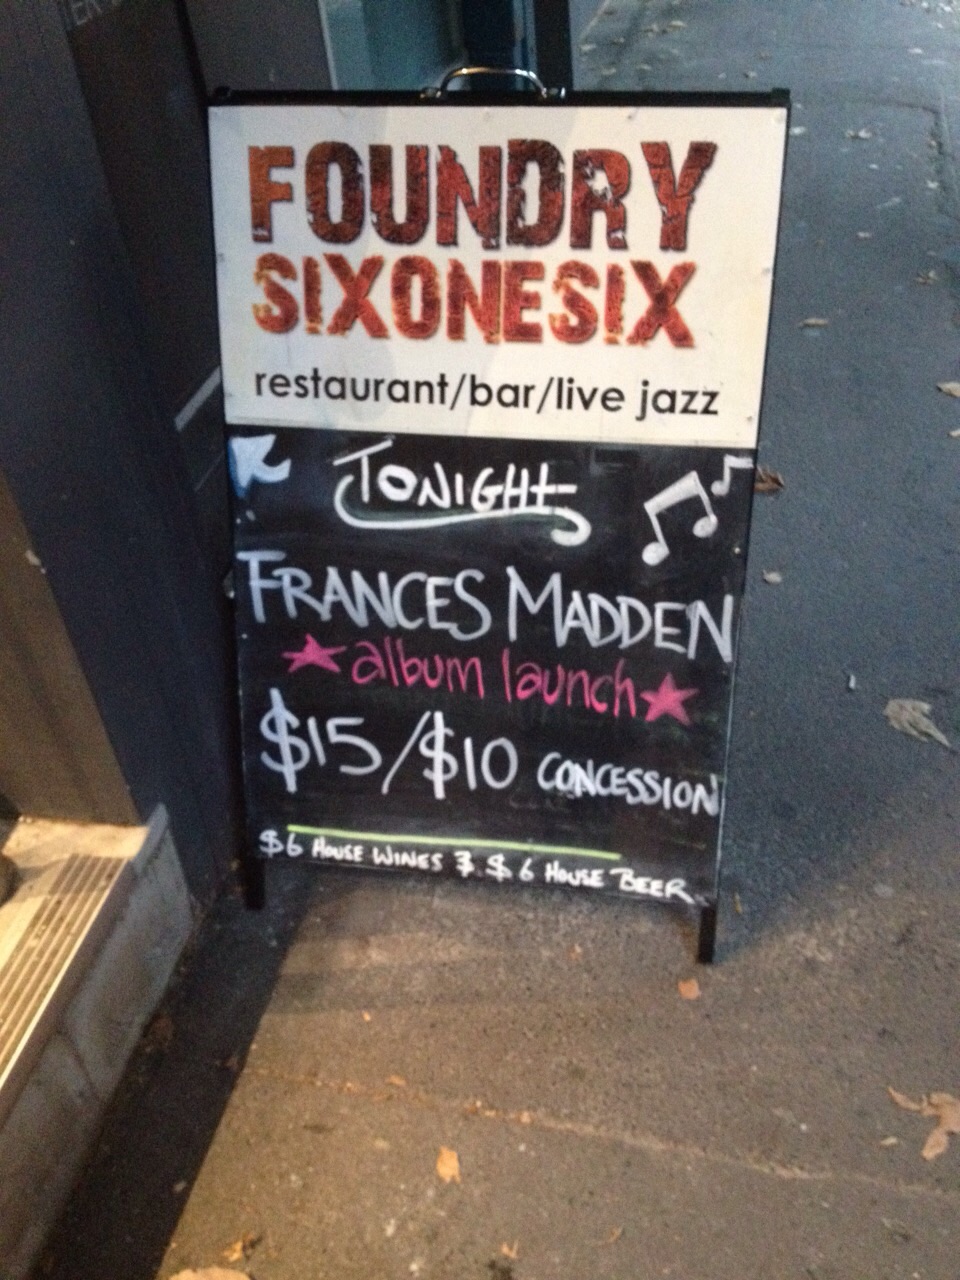 FOUNDRY
SIXONESIX
restaurant/bar/live jazz
TONIGHT
FRANCES MADDEN
album launch
$15/$10 CONCESSION
$6 HOUSE WINES & $6 HOUSE BEER